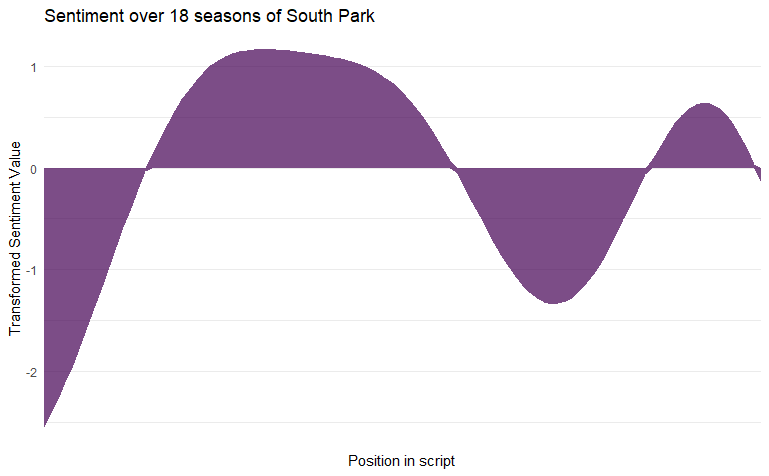 Sentiment over 18 seasons of South Park
1
0
-1
-2
Transformed Sentiment Value
Position in script